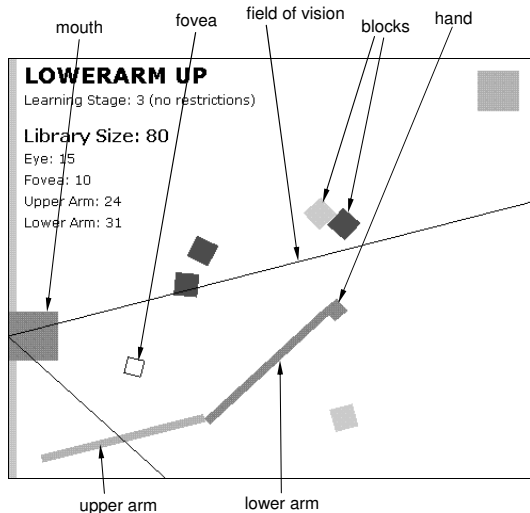 mouth
fovea
field of vision
blocks
hand
LOWERARM UP
Learning Stage: 3 (no restrictions)
Library Size: 80
Eye: 15
Fovea: 10
Upper Arm: 24
Lower Arm: 31
upper arm
lower arm